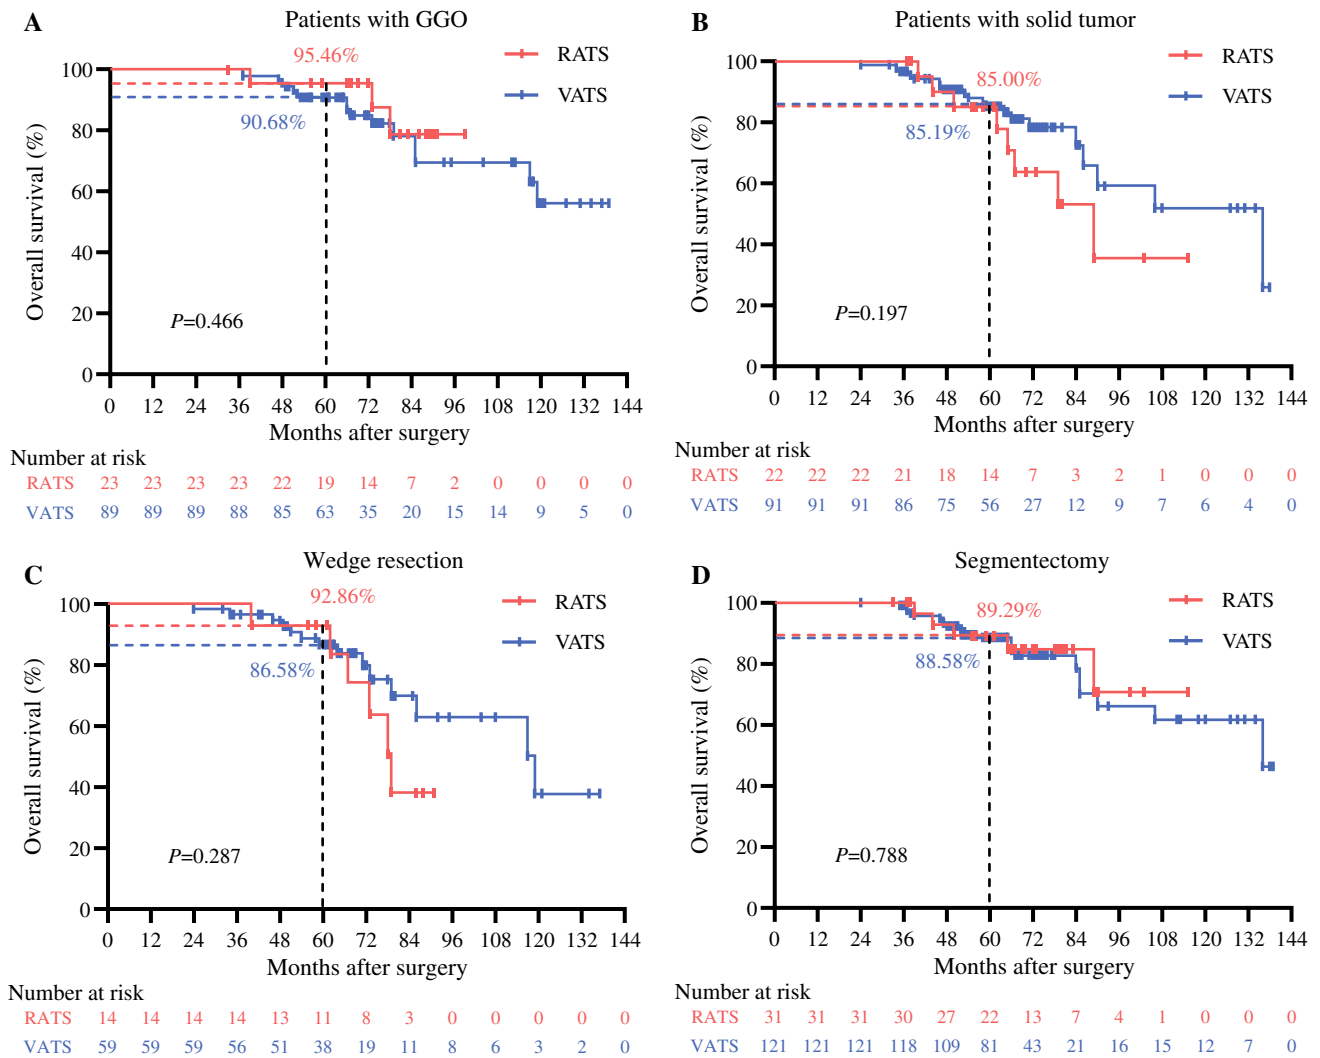 A
Patients with GGO
95.46%
90.68%
RATS
VATS
Overall survival (%)
100
80
60
40
20
0
P=0.466
0 12 24 36 48 60 72 84 96 108 120 132 144
Months after surgery
Number at risk
RATS 23 23 23 23 22 19 14 7 2 0 0 0 0
VATS 89 89 89 88 85 63 35 20 15 14 9 5 0
B
Patients with solid tumor
85.00%
85.19%
RATS
VATS
Overall survival (%)
100
80
60
40
20
0
P=0.197
0 12 24 36 48 60 72 84 96 108 120 132 144
Months after surgery
Number at risk
RATS 22 22 22 21 18 14 7 3 2 1 0 0 0
VATS 91 91 91 86 75 56 27 12 9 7 6 4 0
C
Wedge resection
92.86%
86.58%
RATS
VATS
Overall survival (%)
100
80
60
40
20
0
P=0.287
0 12 24 36 48 60 72 84 96 108 120 132 144
Months after surgery
Number at risk
RATS 14 14 14 14 13 11 8 3 0 0 0 0 0
VATS 59 59 59 56 51 38 19 11 8 6 3 2 0
D
Segmentectomy
89.29%
88.58%
RATS
VATS
Overall survival (%)
100
80
60
40
20
0
P=0.788
0 12 24 36 48 60 72 84 96 108 120 132 144
Months after surgery
Number at risk
RATS 31 31 31 30 27 22 13 7 4 1 0 0 0
VATS 121 121 121 118 109 81 43 21 16 15 12 7 0